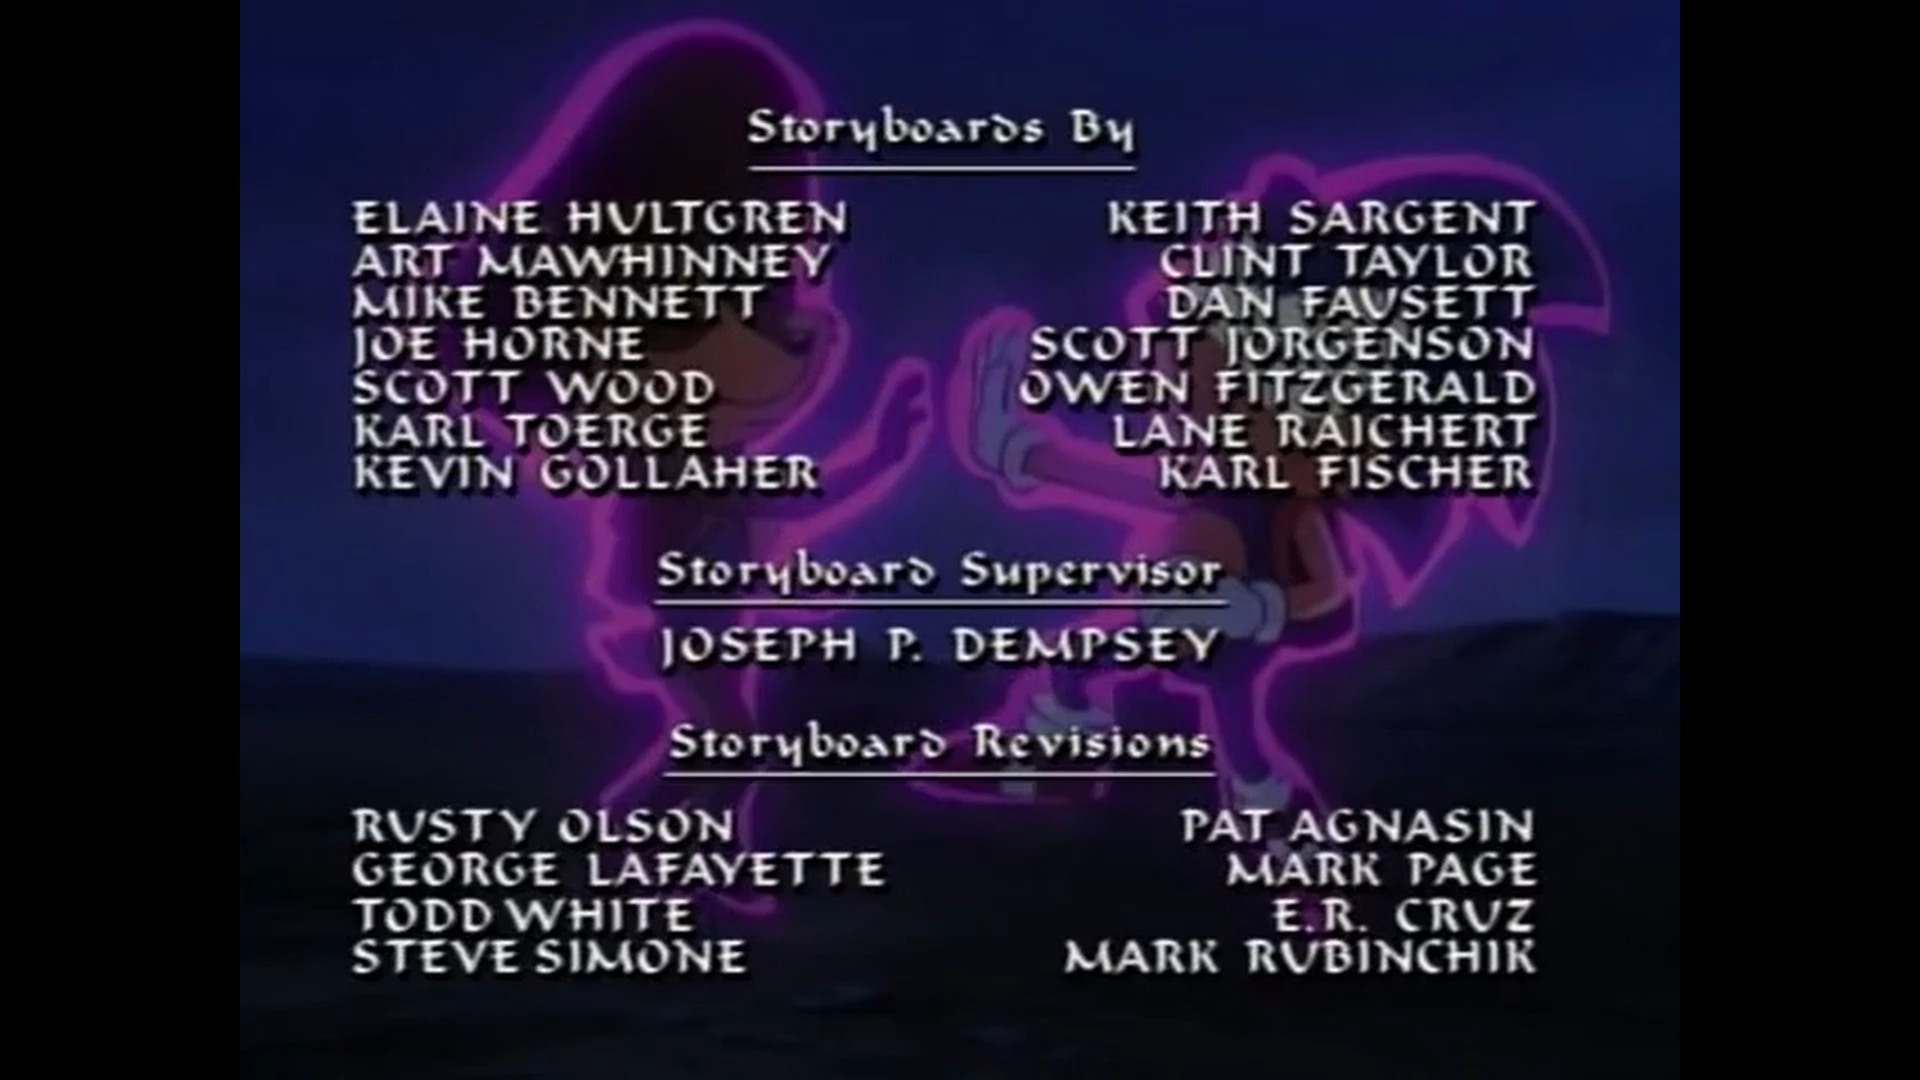 Storyboards By
ELAINE HULTGREN KEITH SARGENT
ART MAWHINNEY CLINT TAYLOR
MIKE BENNETT DAN FAUSETT
JOE HORNE SCOTT JORGENSON
SCOTT WOOD OWEN FITZGERALD
KARL TOERGE LANE RAICHERT
KEVIN GOLLAHER KARL FISCHER
Storyboard Supervisor
JOSEPH P. DEMPSEY
Storyboard Revisions
RUSTY OLSON PAT AGNASIN
GEORGE LAFAYETTE MARK PAGE
TODD WHITE E.R. CRUZ
STEVE SIMONE MARK RUBINCHIK